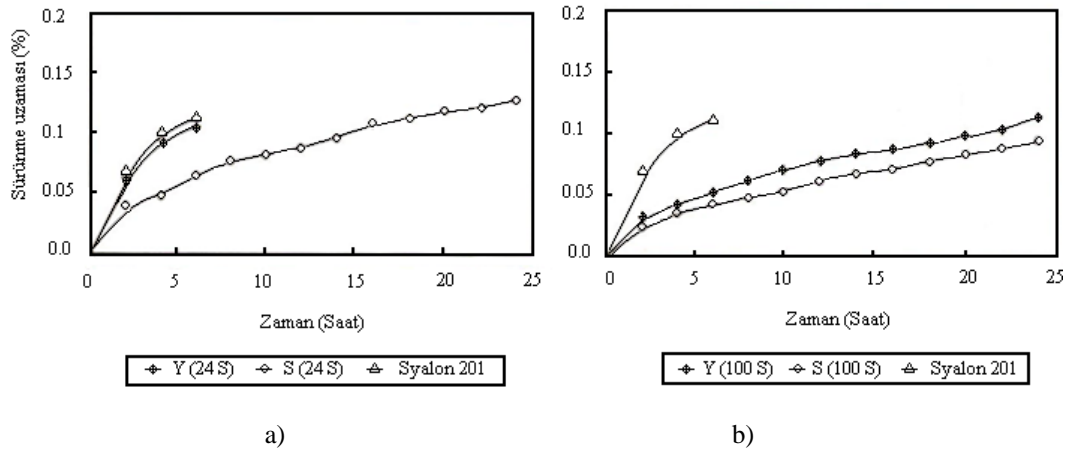 Sürünme uzaması (%)
0.2
0.15
0.1
0.05
0.0
0 5 10 15 20 25
Zaman (Saat)
Y (24 S) S (24 S) Syalon 201
a)
0.2
0.15
0.1
0.05
0.0
0 5 10 15 20 25
Zaman (Saat)
Y (100 S) S (100 S) Syalon 201
b)